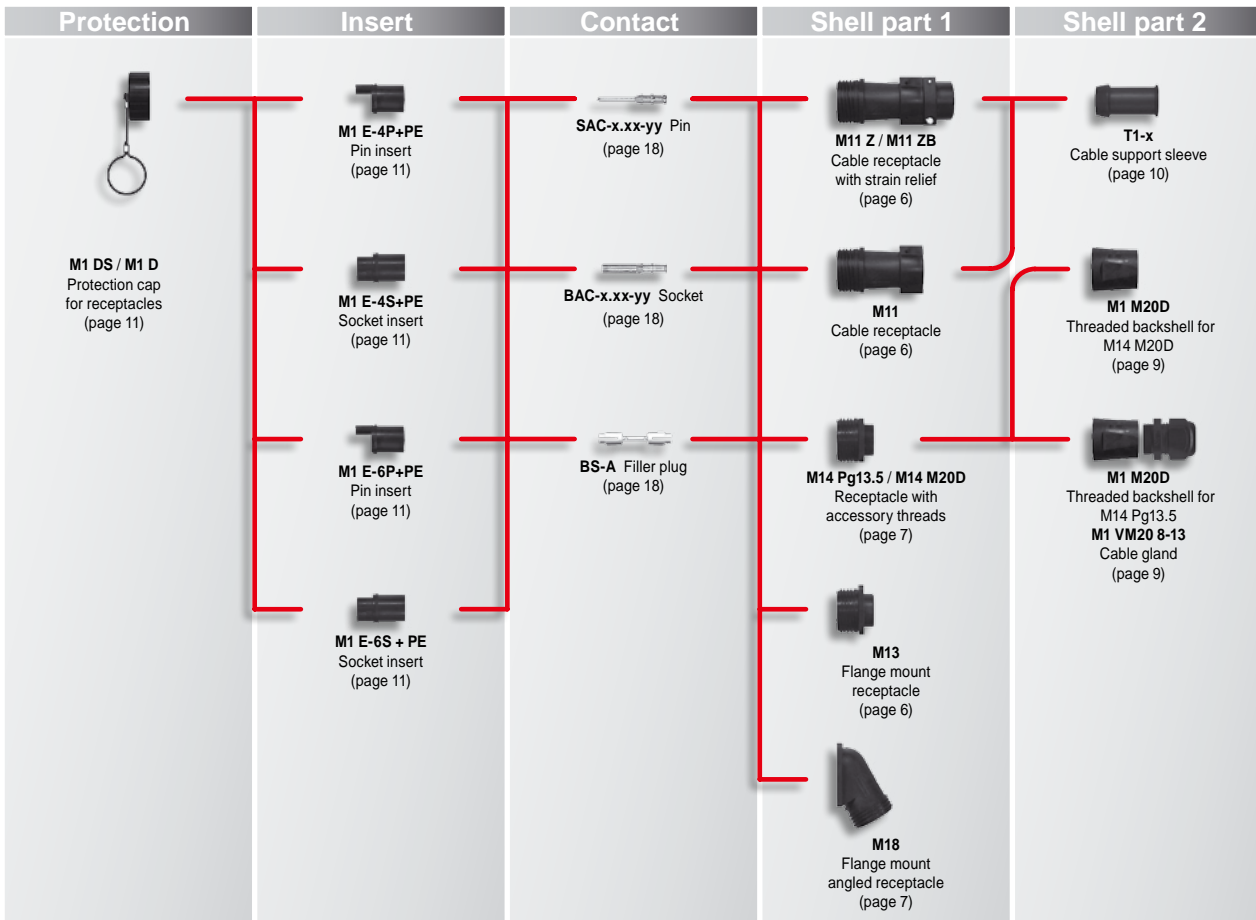 Protection
Insert
Contact
Shell part 1
Shell part 2
M1 DS / M1 D
Protection cap
for receptacles
(page 11)
M1 E-4P+PE
Pin insert
(page 11)
M1 E-4S+PE
Socket insert
(page 11)
M1 E-6P+PE
Pin insert
(page 11)
M1 E-6S + PE
Socket insert
(page 11)
SAC-x.xx-yy Pin
(page 18)
BAC-x.xx-yy Socket
(page 18)
BS-A Filler plug
(page 18)
M11 Z / M11 ZB
Cable receptacle
with strain relief
(page 6)
M11
Cable receptacle
(page 6)
M14 Pg13.5 / M14 M20D
Receptacle with
accessory threads
(page 7)
M13
Flange mount
receptacle
(page 6)
M18
Flange mount
angled receptacle
(page 7)
T1-x
Cable support sleeve
(page 10)
M1 M20D
Threaded backshell for
M14 M20D
(page 9)
M1 M20D
Threaded backshell for
M14 Pg13.5
M1 VM20 8-13
Cable gland
(page 9)